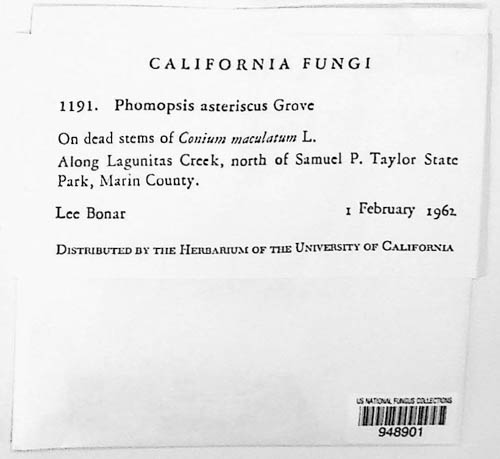 CALIFORNIA FUNGI
1191. Phomopsis asteriscus Grove
On dead stems of Conium maculatum L.
Along Lagunitas Creek, north of Samuel P. Taylor State
Park, Marin County.
Lee Bonar 1 February 1962
DISTRIBUTED BY THE HERBARIUM OF THE UNIVERSITY OF CALIFORNIA
US NATIONAL FUNGUS COLLECTIONS
948901